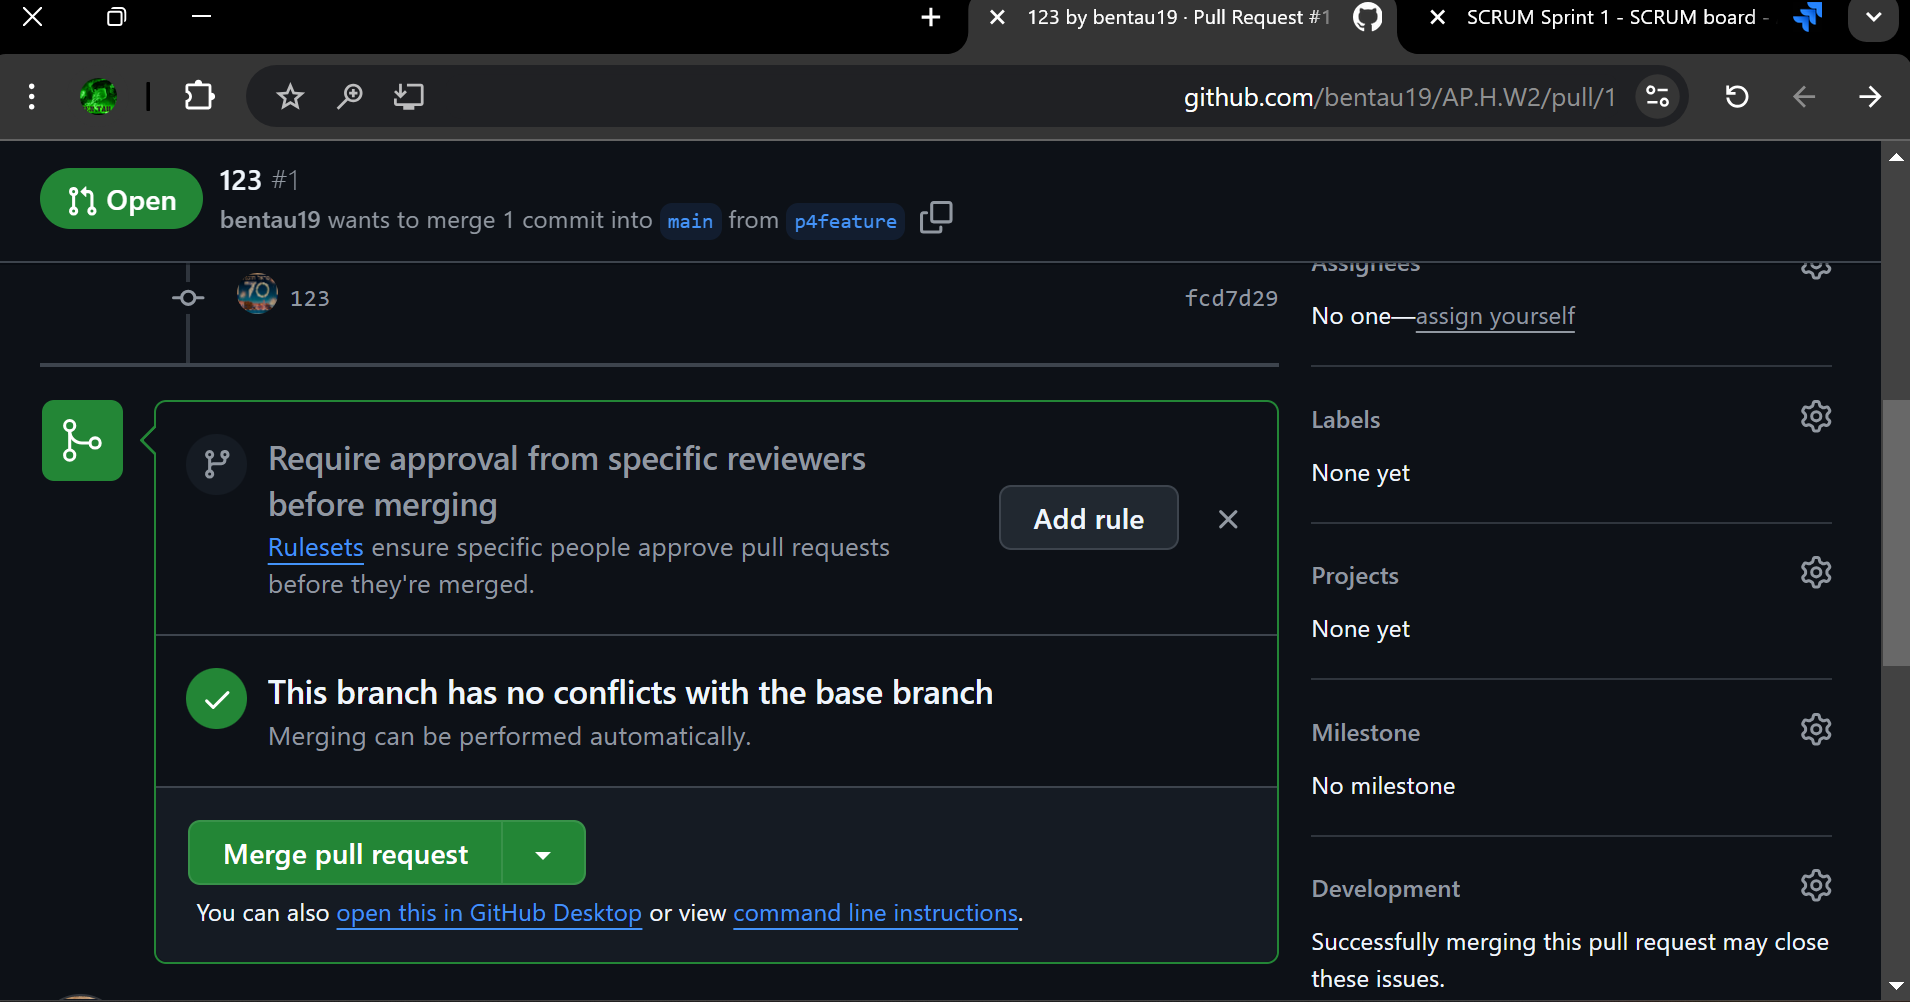 123 by bentau19 · Pull Request #1
SCRUM Sprint 1 - SCRUM board -
github.com/bentau19/AP.H.W2/pull/1
Open
123 #1
bentau19 wants to merge 1 commit into main from p4feature
123
fcd7d29
Require approval from specific reviewers
before merging
Rulesets ensure specific people approve pull requests
before they're merged.
Add rule
This branch has no conflicts with the base branch
Merging can be performed automatically.
Merge pull request
You can also open this in GitHub Desktop or view command line instructions.
Assignees
No one—assign yourself
Labels
None yet
Projects
None yet
Milestone
No milestone
Development
Successfully merging this pull request may close
these issues.